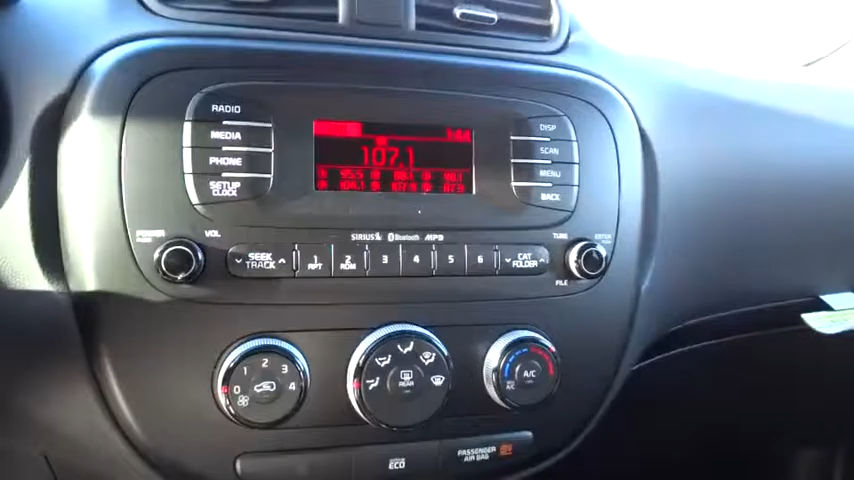 RADIO
MEDIA
PHONE
SETUP
CLOCK
1:44
107.1
DISP
SCAN
MENU
BACK
SIRIUS Bluetooth MP3
POWER
VOL
TUNE
ENTER
SEEK
TRACK
1
RPT
2
RDM
3
4
5
6
CAT
FOLDER
FILE
0 1 2 3 4
REAR
A/C
A/C
ECO
PASSENGER
AIR BAG